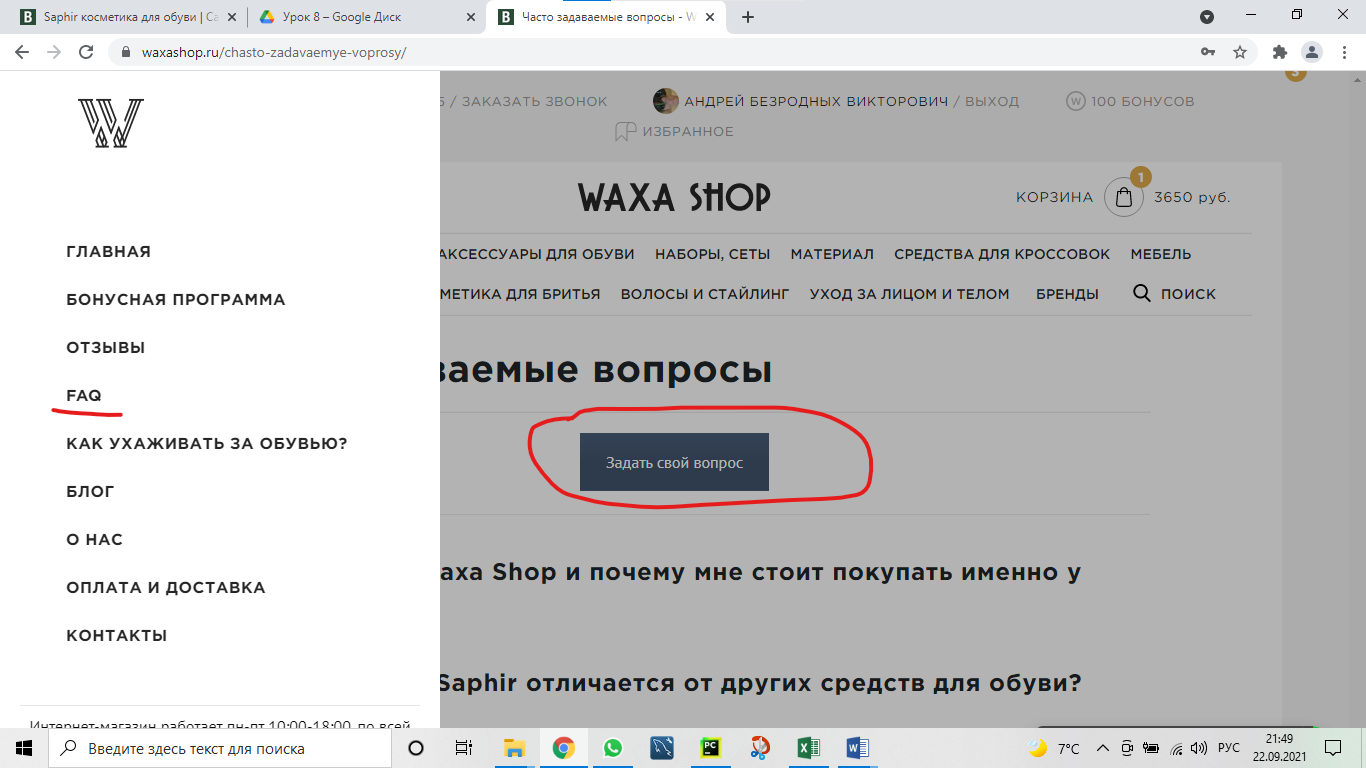 Saphir косметика для обуви | Са
Урок 8 – Google Диск
Часто задаваемые вопросы - W
waxashop.ru/chasto-zadavaemye-voprosy/
W
ГЛАВНАЯ
БОНУСНАЯ ПРОГРАММА
ОТЗЫВЫ
FAQ
КАК УХАЖИВАТЬ ЗА ОБУВЬЮ?
БЛОГ
О НАС
ОПЛАТА И ДОСТАВКА
КОНТАКТЫ
Интернет-магазин работает пн-пт 10:00-18:00, по всей
5 / ЗАКАЗАТЬ ЗВОНОК
АНДРЕЙ БЕЗРОДНЫХ ВИКТОРОВИЧ / ВЫХОД
W 100 БОНУСОВ
ИЗБРАННОЕ
WAXA SHOP
КОРЗИНА 1 3650 руб.
АКСЕССУАРЫ ДЛЯ ОБУВИ НАБОРЫ, СЕТЫ МАТЕРИАЛ СРЕДСТВА ДЛЯ КРОССОВОК МЕБЕЛЬ
МЕТИКА ДЛЯ БРИТЬЯ ВОЛОСЫ И СТАЙЛИНГ УХОД ЗА ЛИЦОМ И ТЕЛОМ БРЕНДЫ ПОИСК
ваемые вопросы
Задать свой вопрос
аха Shop и почему мне стоит покупать именно у
Saphir отличается от других средств для обуви?
Введите здесь текст для поиска
7°C
РУС
21:49
22.09.2021